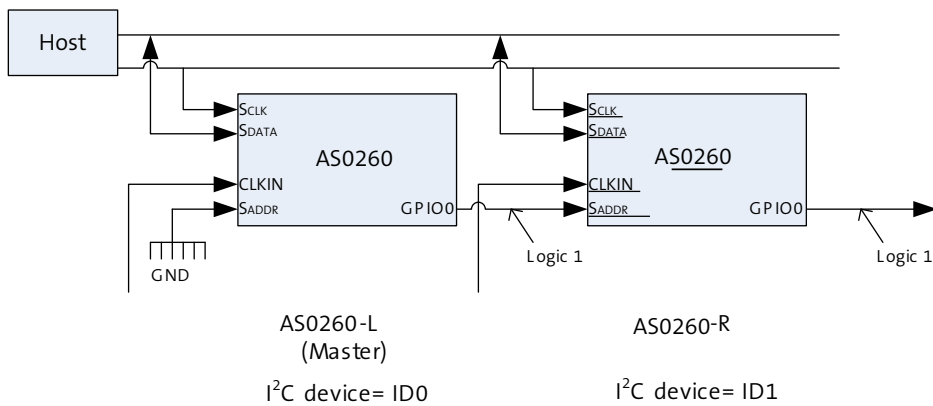 Host
SCLK
SDATA
AS0260
CLKIN
SADDR
GPIO0
GND
Logic 1
SCLK
SDATA
AS0260
CLKIN
SADDR
GPIO0
Logic 1
AS0260-L
(Master)
I²C device= ID0
AS0260-R
I²C device= ID1